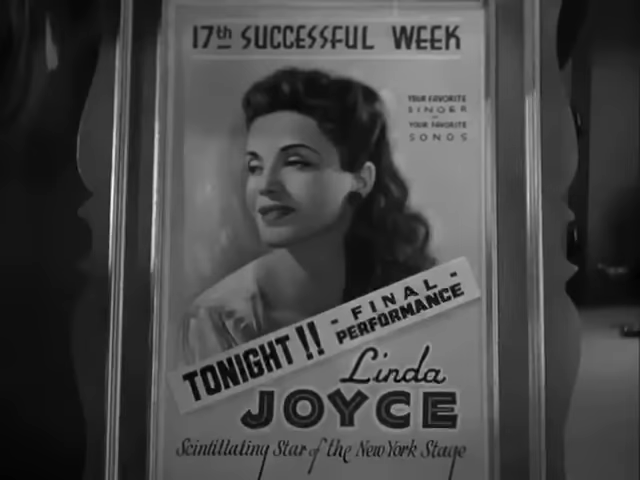 17th SUCCESSFUL WEEK
YOUR FAVORITE
SINGER
YOUR FAVORITE
SONGS
TONIGHT!! - FINAL -
PERFORMANCE
Linda
JOYCE
Scintillating Star of the New York Stage